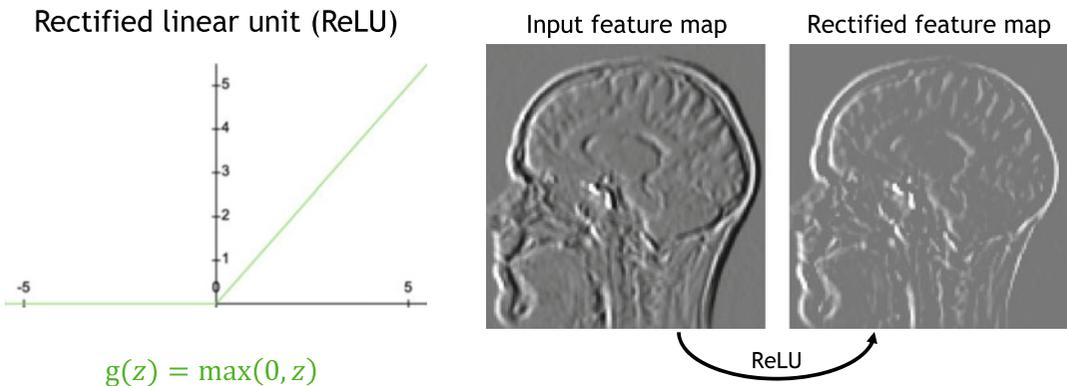 Rectified linear unit (ReLU)
5
4
3
2
1
-5
0
5
g(z) = max(0, z)
Input feature map
Rectified feature map
ReLU